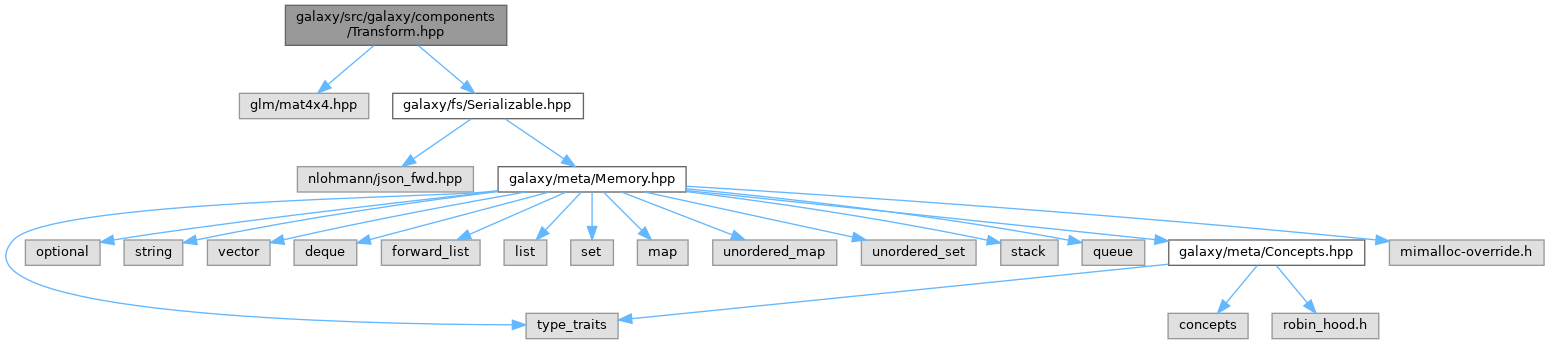 galaxy/src/galaxy/components
/Transform.hpp
glm/mat4x4.hpp
galaxy/fs/Serializable.hpp
nlohmann/json_fwd.hpp
galaxy/meta/Memory.hpp
optional
string
vector
deque
forward_list
list
set
map
unordered_map
unordered_set
stack
queue
galaxy/meta/Concepts.hpp
mimalloc-override.h
type_traits
concepts
robin_hood.h